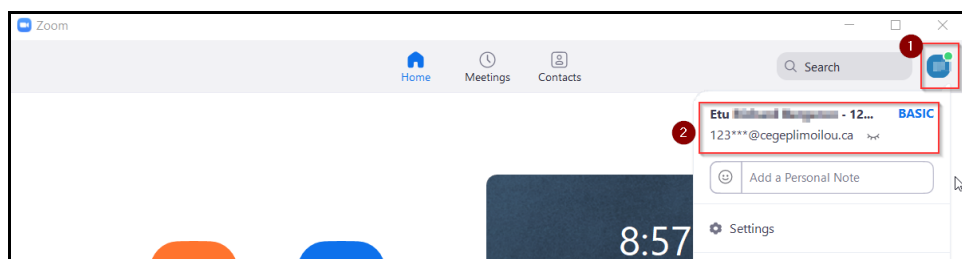 Zoom
1
Home
Meetings
Contacts
Search
2
Etu - 12... BASIC
123***@cegeplimoilou.ca
Add a Personal Note
8:57
Settings